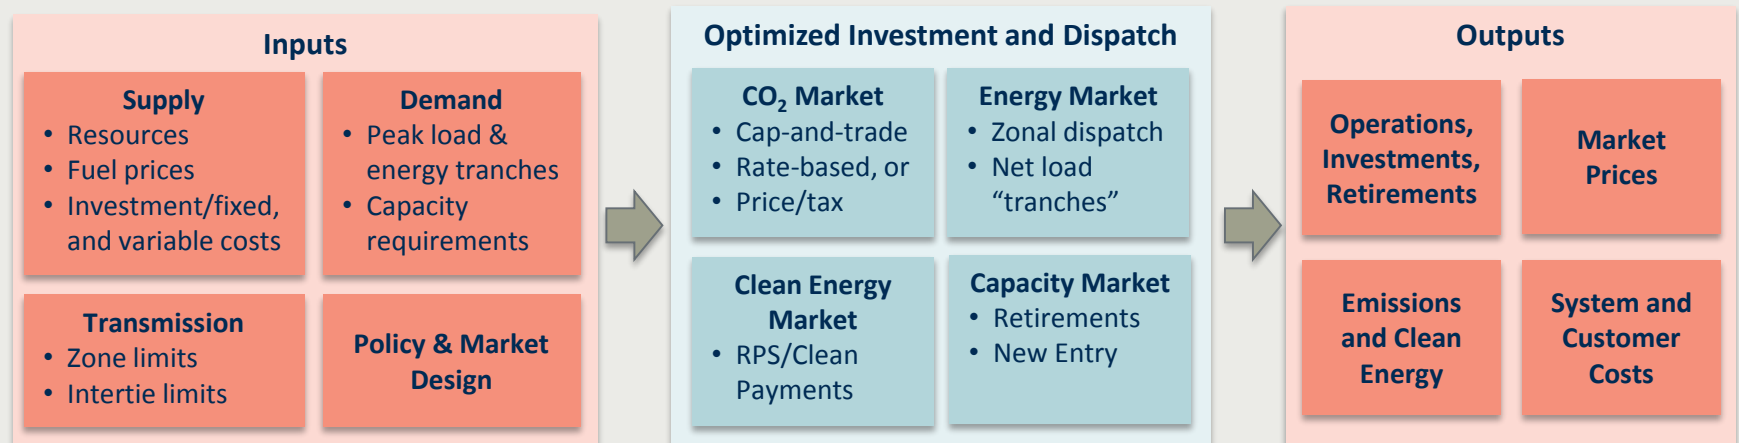 Inputs
Supply
• Resources
• Fuel prices
• Investment/fixed,
and variable costs
Demand
• Peak load &
energy tranches
• Capacity
requirements
Transmission
• Zone limits
• Intertie limits
Policy & Market
Design
Optimized Investment and Dispatch
CO₂ Market
• Cap-and-trade
• Rate-based, or
• Price/tax
Energy Market
• Zonal dispatch
• Net load
“tranches”
Clean Energy
Market
• RPS/Clean
Payments
Capacity Market
• Retirements
• New Entry
Outputs
Operations,
Investments,
Retirements
Market
Prices
Emissions
and Clean
Energy
System and
Customer
Costs